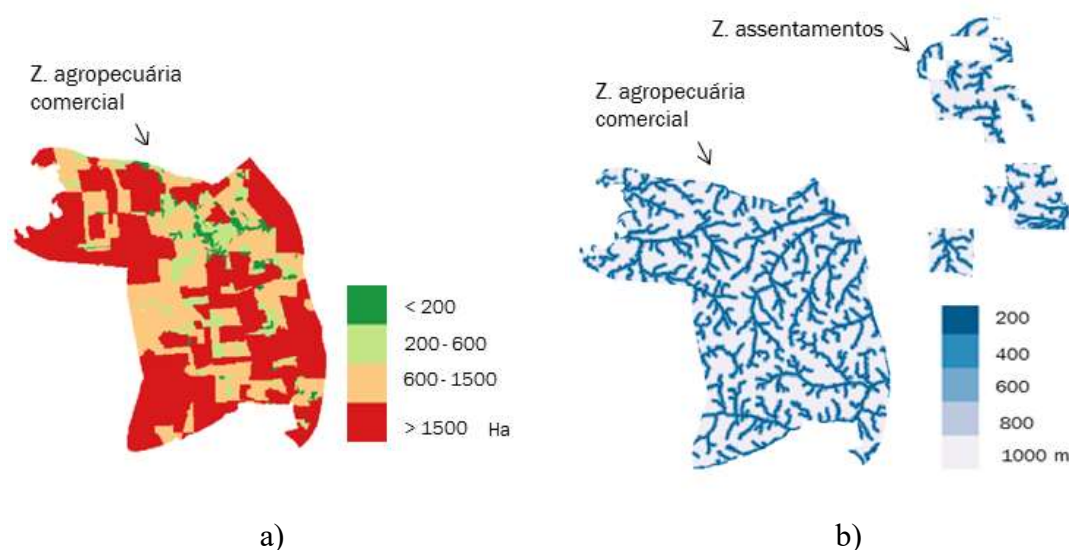 Z. agropecuária
comercial
< 200
200 - 600
600 - 1500
> 1500 Ha
a)
Z. assentamentos
Z. agropecuária
comercial
200
400
600
800
1000 m
b)